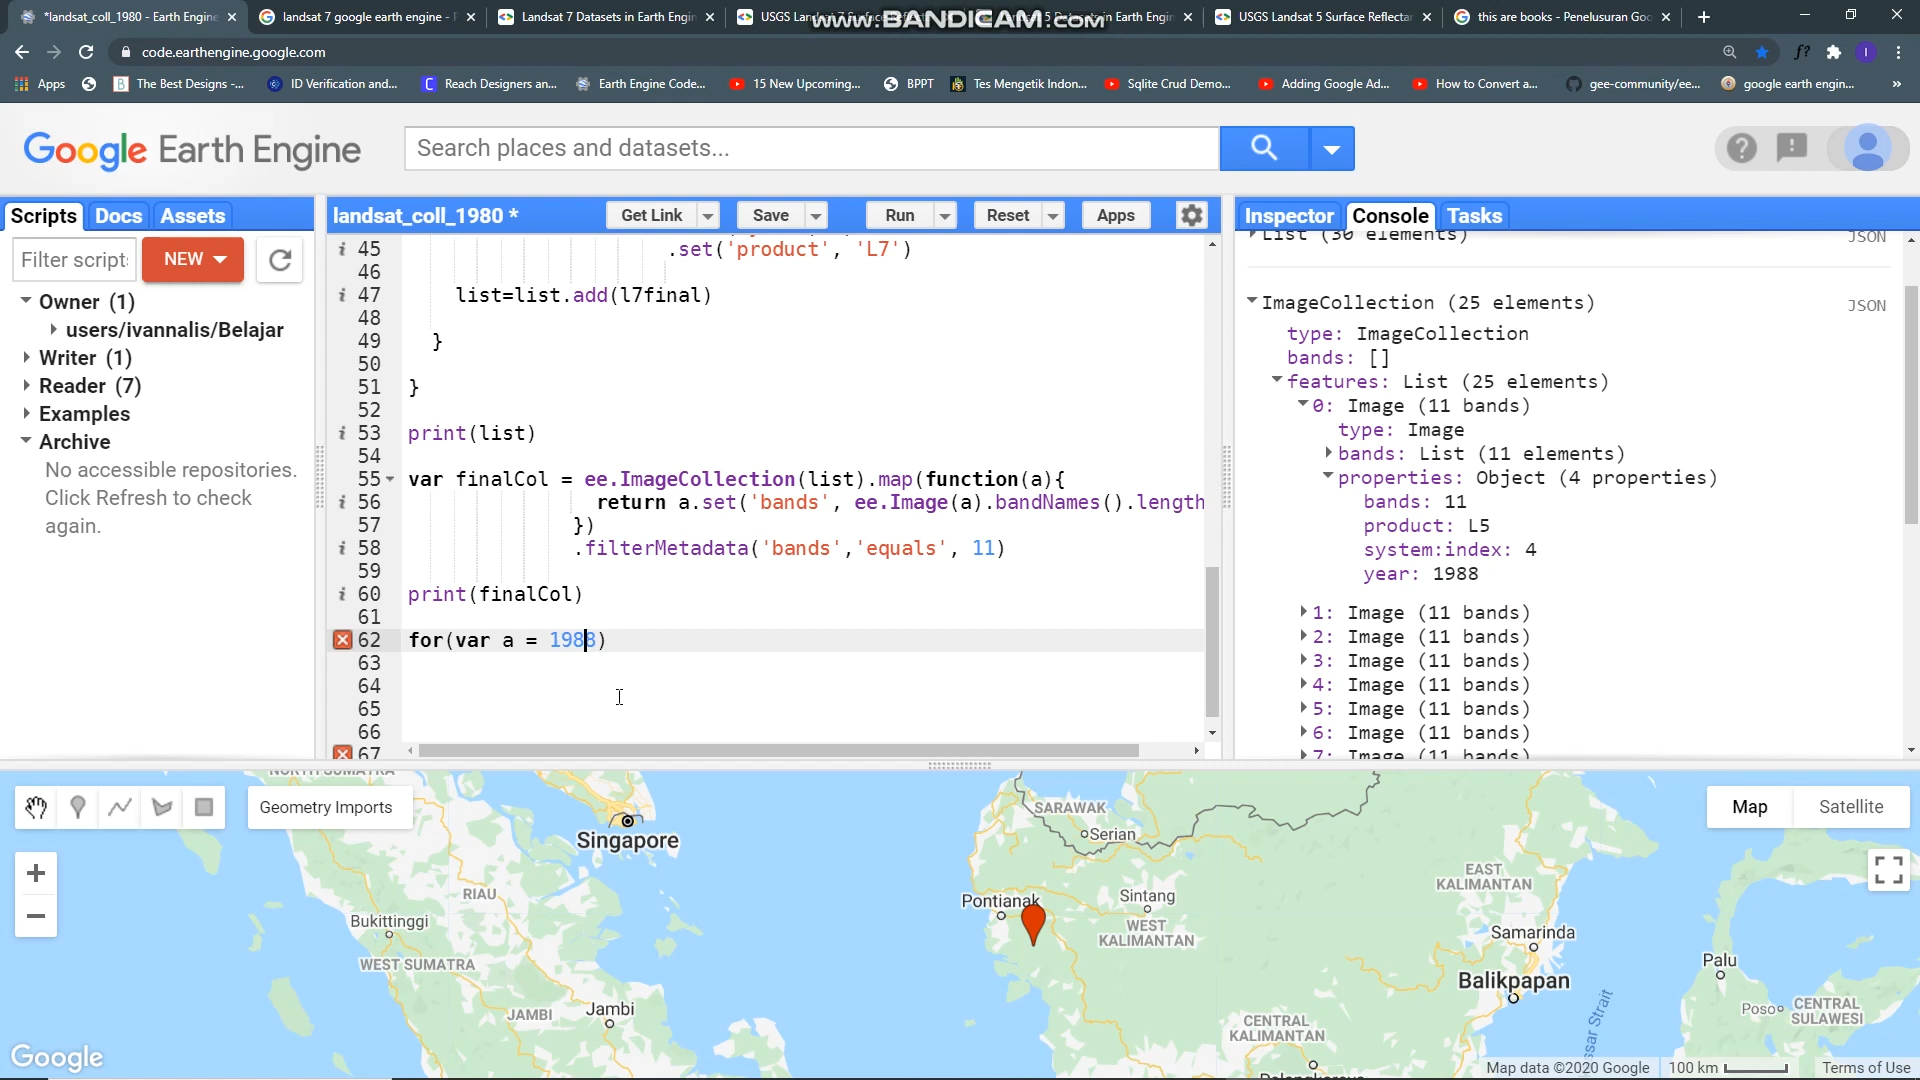 *landsat_coll_1980 - Earth Engine
landsat 7 google earth engine -
Landsat 7 Datasets in Earth Engin
USGS Lan
in Earth Engin
USGS Landsat 5 Surface Reflecta
this are books - Penelusuran Goo
www.BANDICAM.com
code.earthengine.google.com
f?
I
Apps
The Best Designs -...
ID Verification and...
Reach Designers an...
Earth Engine Code...
15 New Upcoming...
BPPT
Tes Mengetik Indon...
Sqlite Crud Demo...
Adding Google Ad...
How to Convert a...
gee-community/ee...
google earth engin...
»
Google Earth Engine
Search places and datasets...
Scripts
Docs
Assets
Filter scripts
NEW
Owner (1)
users/ivannalis/Belajar
Writer (1)
Reader (7)
Examples
Archive
No accessible repositories.
Click Refresh to check
again.
landsat_coll_1980 *
Get Link
Save
Run
Reset
Apps
45 .set('product', 'L7')
46
47 list=list.add(l7final)
48
49 }
50
51 }
52
53 print(list)
54
55 var finalCol = ee.ImageCollection(list).map(function(a){
56 return a.set('bands', ee.Image(a).bandNames().length
57 })
58 .filterMetadata('bands','equals', 11)
59
60 print(finalCol)
61
62 for(var a = 1988)
63
64
65
66
67
Inspector
Console
Tasks
List (30 elements)
JSON
ImageCollection (25 elements)
JSON
type: ImageCollection
bands: []
features: List (25 elements)
0: Image (11 bands)
type: Image
bands: List (11 elements)
properties: Object (4 properties)
bands: 11
product: L5
system:index: 4
year: 1988
1: Image (11 bands)
2: Image (11 bands)
3: Image (11 bands)
4: Image (11 bands)
5: Image (11 bands)
6: Image (11 bands)
7: Image (11 bands)
Geometry Imports
Map
Satellite
NORTH SUMATRA
Singapore
RIAU
Bukittinggi
WEST SUMATRA
JAMBI
Jambi
SARAWAK
Serian
Pontianak
Sintang
WEST
KALIMANTAN
EAST
KALIMANTAN
Samarinda
Balikpapan
CENTRAL
KALIMANTAN
Palu
Poso
CENTRAL
SULAWESI
ssar Strait
Google
Map data ©2020 Google
100 km
Terms of Use